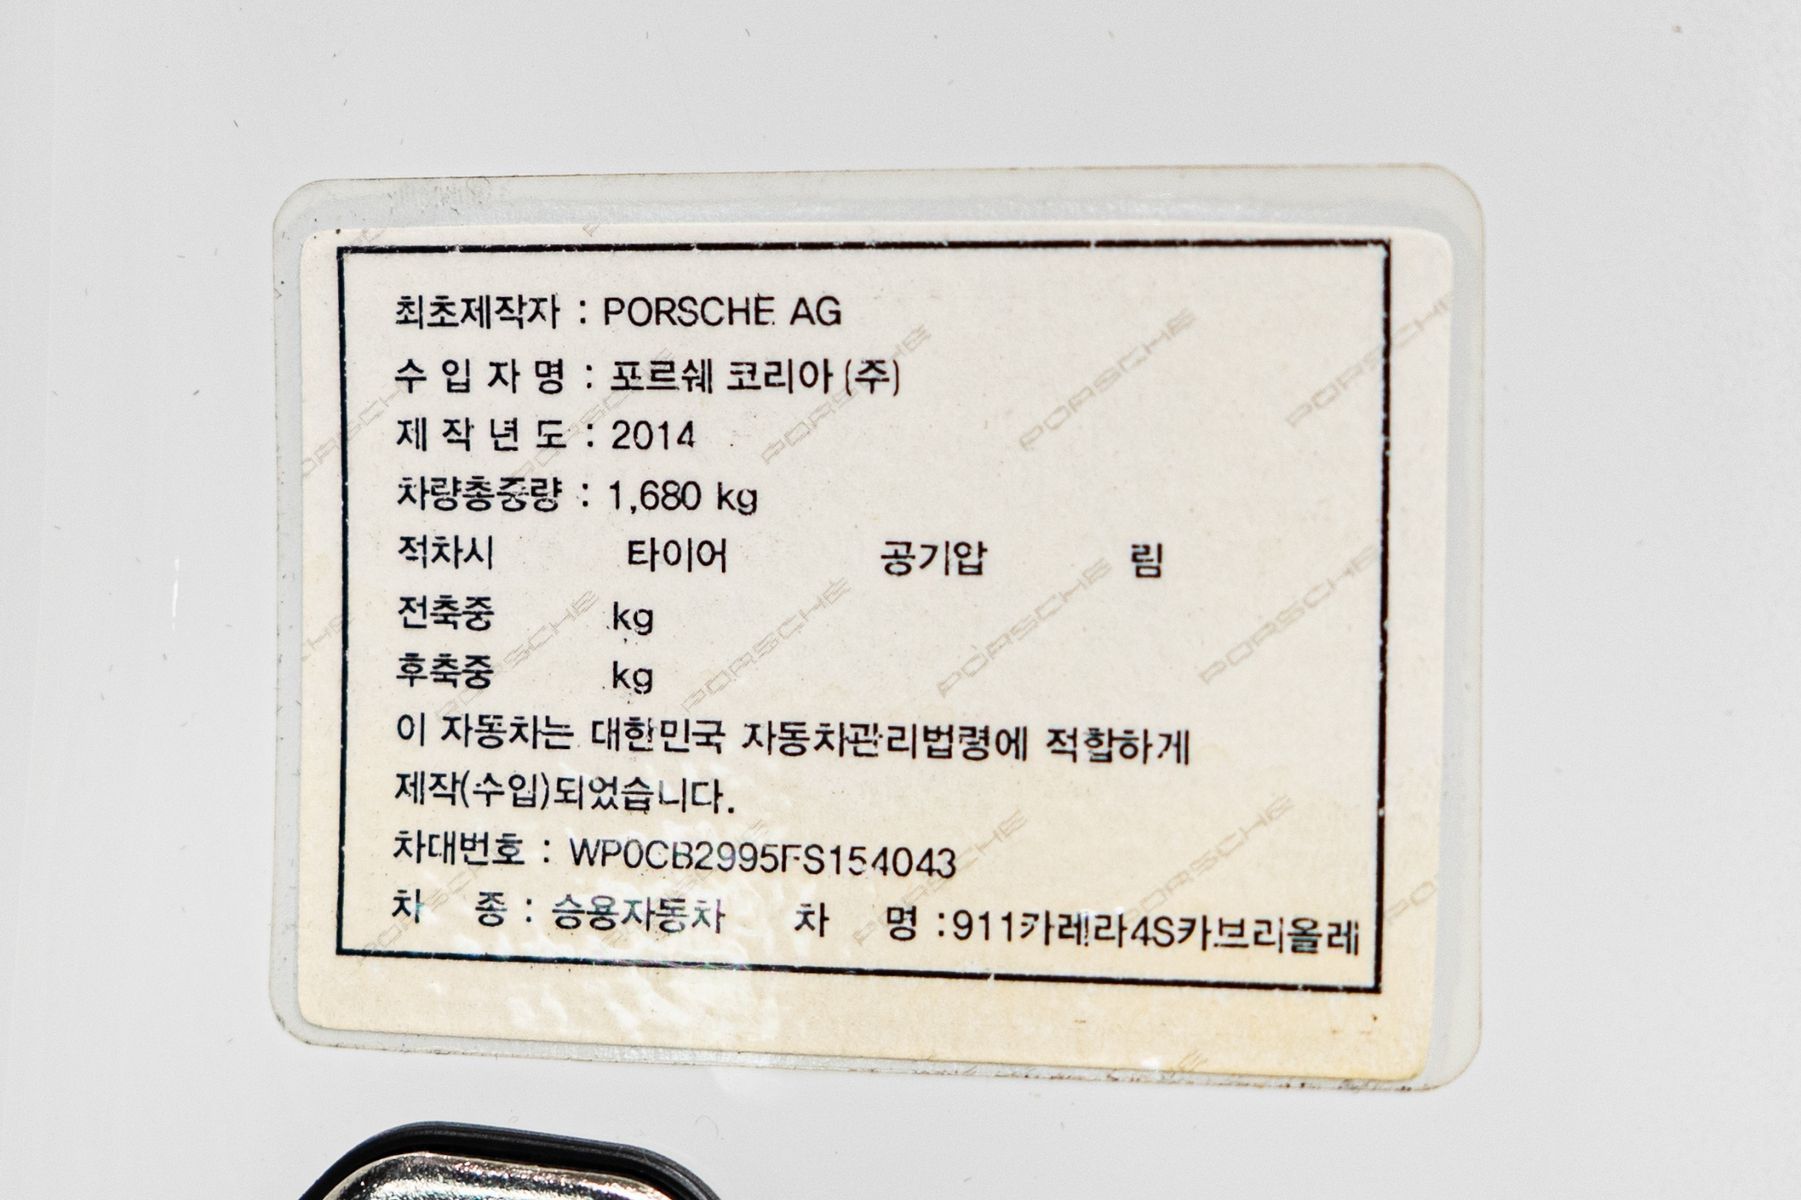 최초제작자 : PORSCHE AG
수 입 자 명 : 포르쉐 코리아 (주)
제 작 년 도 : 2014
차량총중량 : 1,680 kg
적차시 타이어 공기압 림
전축중 kg
후축중 kg
이 자동차는 대한민국 자동차관리법령에 적합하게
제작(수입)되었습니다.
차대번호 : WP0CB2995FS154043
차 종 : 승용자동차 차 명 :911카레라4S카브리올레